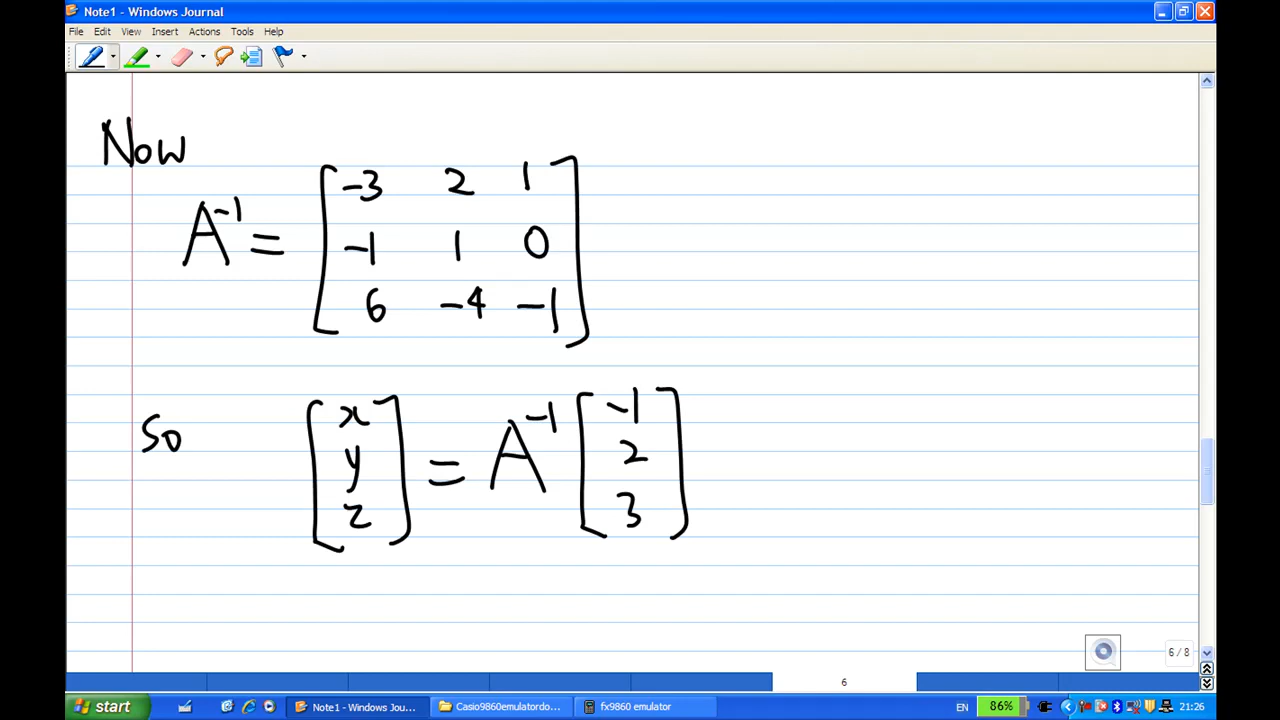 Note1 - Windows Journal
File Edit View Insert Actions Tools Help
Now
A⁻¹ = [ -3 2 1
-1 1 0
6 -4 -1 ]
So [ x
y
z ] = A⁻¹ [ -1
2
3 ]
6 / 8
6
start Note1 - Windows Jou... Casio9860emulatordo... fx9860 emulator EN 86% 21:26